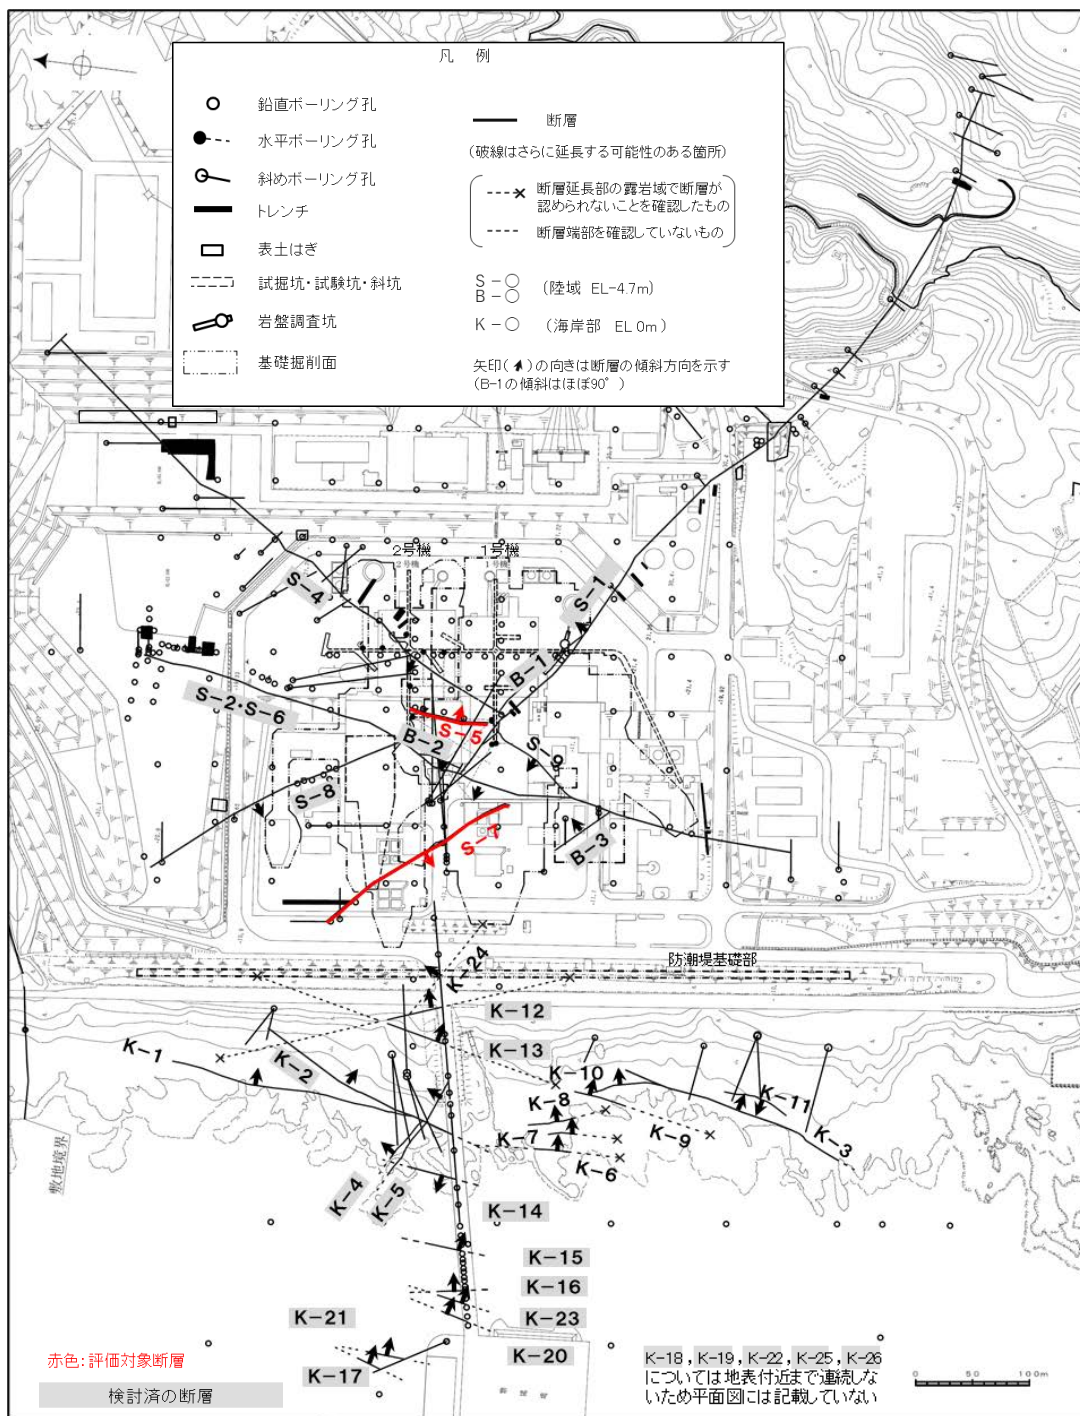 凡 例
鉛直ボーリング孔
水平ボーリング孔
斜めボーリング孔
トレンチ
表土はぎ
試掘坑・試験坑・斜坑
岩盤調査坑
基礎掘削面
断層
(破線はさらに延長する可能性のある箇所)
断層延長部の露岩域で断層が
認められないことを確認したもの
断層端部を確認していないもの
S-○
B-○
(陸域 EL-4.7m)
K-○
(海岸部 EL 0m)
矢印( )の向きは断層の傾斜方向を示す
(B-1の傾斜はほぼ90°)
2号機
1号機
2号機
1号機
S-4
S-1
B-1
S-2・S-6
S-5
B-2
S-9
S-8
S-7
B-3
防潮堤基礎部
K-24
K-12
K-13
K-1
K-2
K-10
K-8
K-11
K-7
K-9
K-3
K-6
K-4
K-5
敷地境界
K-14
K-15
K-16
K-21
K-23
K-20
K-17
赤色:評価対象断層
検討済の断層
K-18, K-19, K-22, K-25, K-26
については地表付近まで連続しな
いため平面図には記載していない
0 50 100m